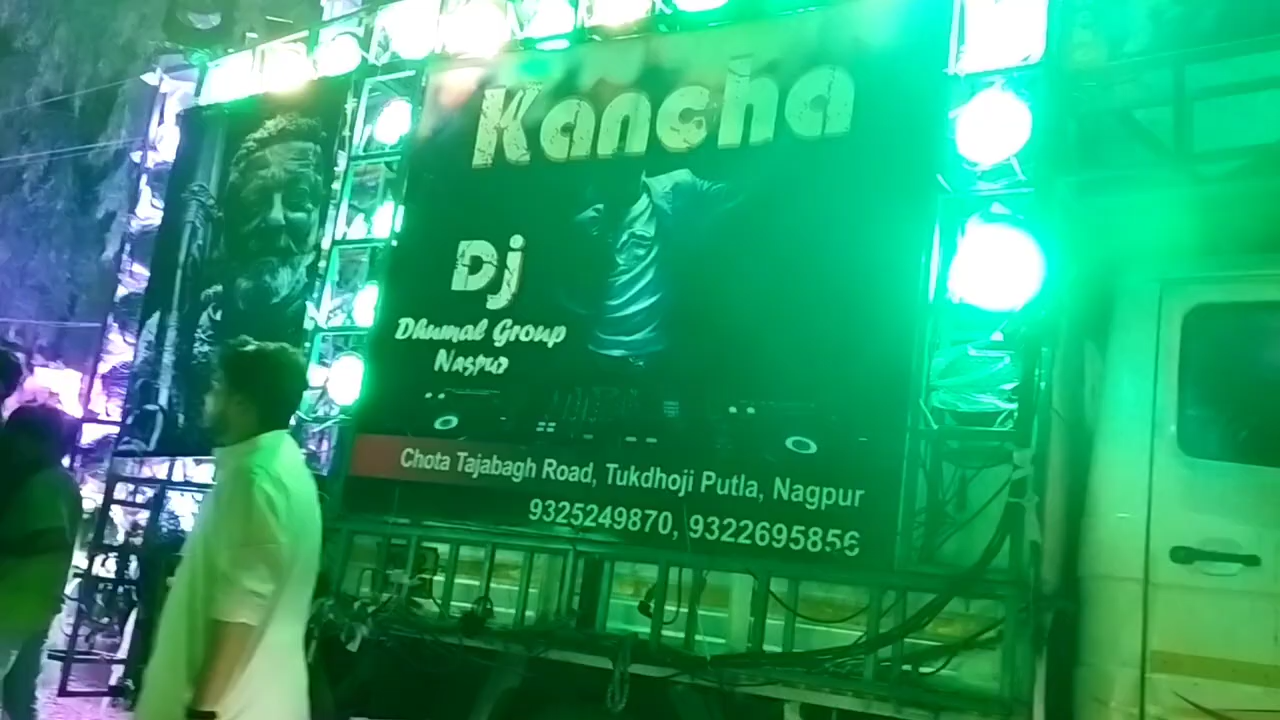 Kancha
Dj
Dhumal Group
Nagpur
Chota Tajabagh Road, Tukdhoji Putla, Nagpur
9325249870, 9322695856